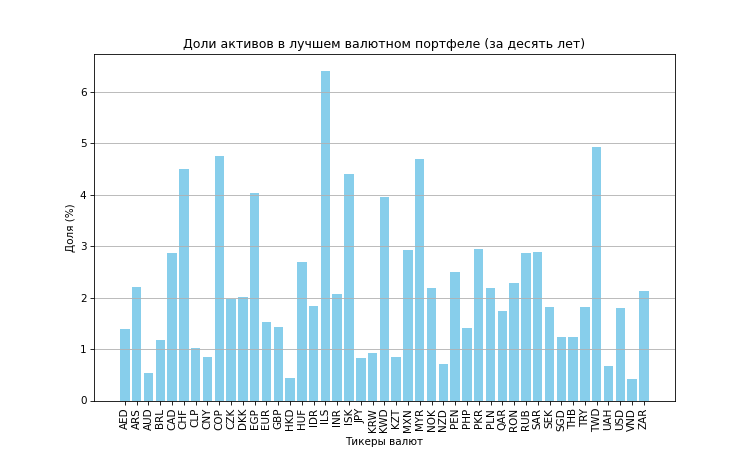 Доли активов в лучшем валютном портфеле (за десять лет)
Доля (%)
6
5
4
3
2
1
0
AED ARS AUD BRL CAD CHF CLP CNY COP CZK DKK EGP EUR GBP HKD HUF IDR ILS INR ISK JPY KRW KWD KZT MXN MYR NOK NZD PEN PHP PKR PLN QAR RON RUB SAR SEK SGD THB TRY TWD UAH USD VND ZAR
Тикеры валют